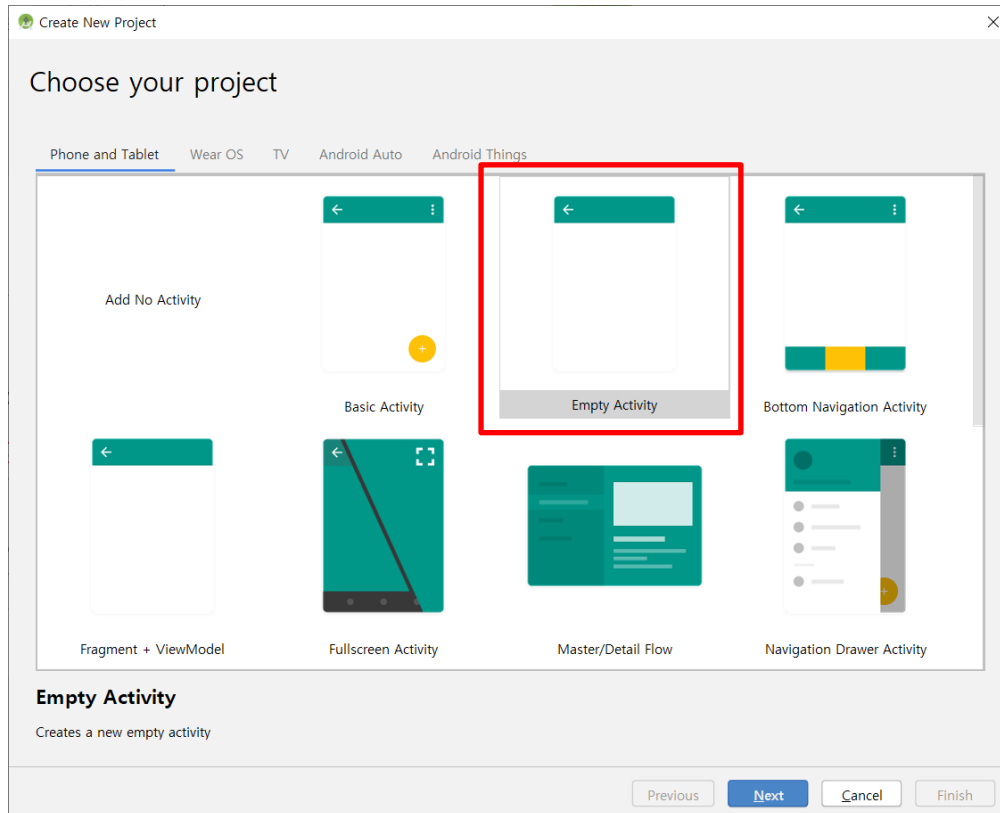 Create New Project
Choose your project
Phone and Tablet Wear OS TV Android Auto Android Things
Add No Activity
Basic Activity
Empty Activity
Bottom Navigation Activity
Fragment + ViewModel
Fullscreen Activity
Master/Detail Flow
Navigation Drawer Activity
Empty Activity
Creates a new empty activity
Previous Next Cancel Finish